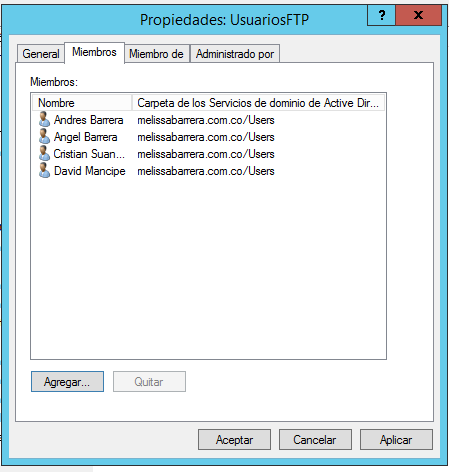 Propiedades: UsuariosFTP
? x
General Miembros Miembro de Administrado por
Miembros:
Nombre Carpeta de los Servicios de dominio de Active Dir...
Andres Barrera melissabarrera.com.co/Users
Angel Barrera melissabarrera.com.co/Users
Cristian Suan... melissabarrera.com.co/Users
David Mancipe melissabarrera.com.co/Users
Agregar... Quitar
Aceptar Cancelar Aplicar